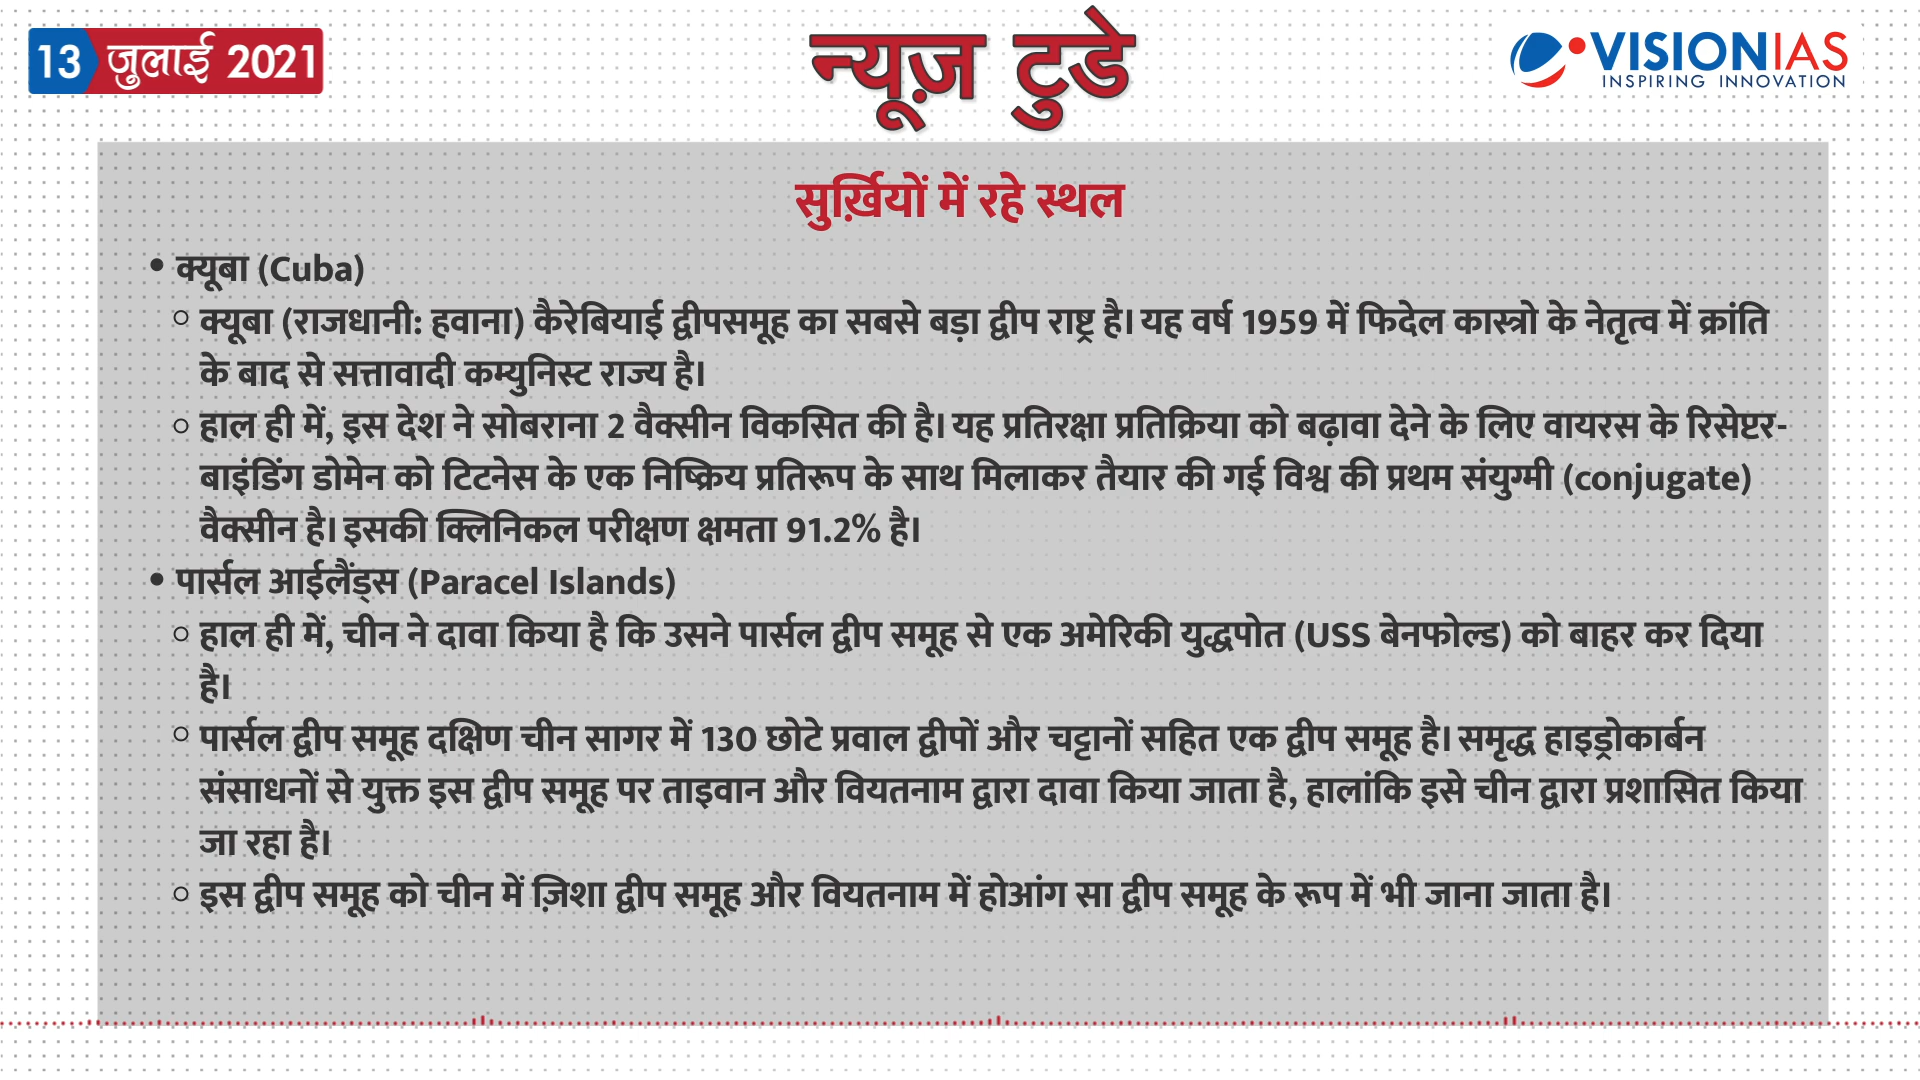 13 जुलाई 2021
न्यूज़ टुडे
VISIONIAS
INSPIRING INNOVATION
सुर्ख़ियों में रहे स्थल
• क्यूबा (Cuba)
○ क्यूबा (राजधानी: हवाना) कैरेबियाई द्वीपसमूह का सबसे बड़ा द्वीप राष्ट्र है। यह वर्ष 1959 में फिदेल कास्त्रो के नेतृत्व में क्रांति
के बाद से सत्तावादी कम्युनिस्ट राज्य है।
○ हाल ही में, इस देश ने सोबराना 2 वैक्सीन विकसित की है। यह प्रतिरक्षा प्रतिक्रिया को बढ़ावा देने के लिए वायरस के रिसेप्टर-
बाइंडिंग डोमेन को टिटनेस के एक निष्क्रिय प्रतिरूप के साथ मिलाकर तैयार की गई विश्व की प्रथम संयुग्मी (conjugate)
वैक्सीन है। इसकी क्लिनिकल परीक्षण क्षमता 91.2% है।
• पार्सल आईलैंड्स (Paracel Islands)
○ हाल ही में, चीन ने दावा किया है कि उसने पार्सल द्वीप समूह से एक अमेरिकी युद्धपोत (USS बेनफोल्ड) को बाहर कर दिया
है।
○ पार्सल द्वीप समूह दक्षिण चीन सागर में 130 छोटे प्रवाल द्वीपों और चट्टानों सहित एक द्वीप समूह है। समृद्ध हाइड्रोकार्बन
संसाधनों से युक्त इस द्वीप समूह पर ताइवान और वियतनाम द्वारा दावा किया जाता है, हालांकि इसे चीन द्वारा प्रशासित किया
जा रहा है।
○ इस द्वीप समूह को चीन में ज़िशा द्वीप समूह और वियतनाम में होआंग सा द्वीप समूह के रूप में भी जाना जाता है।